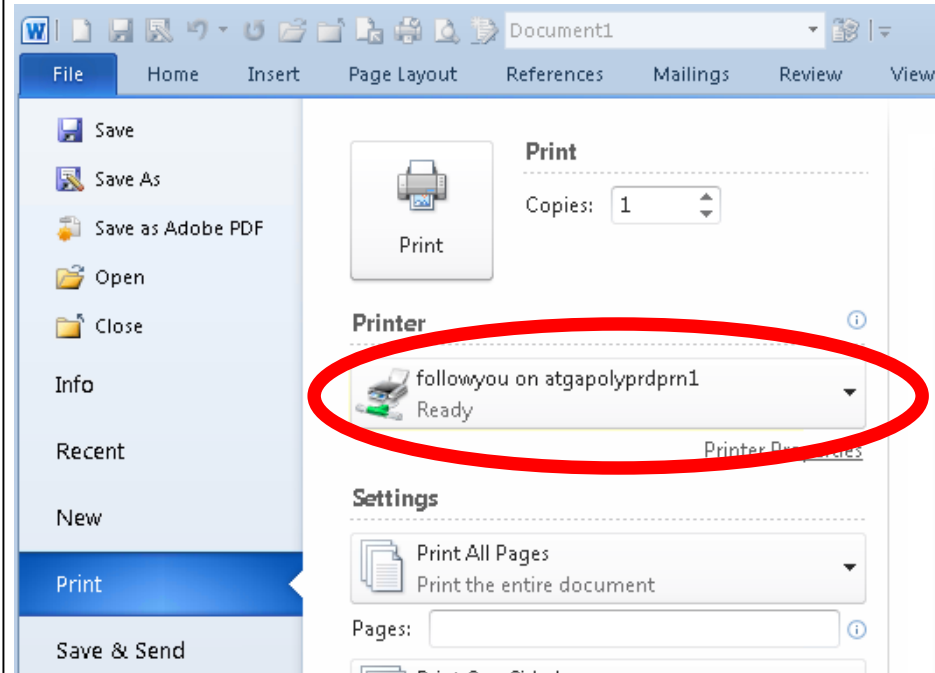 W Document1
File Home Insert Page Layout References Mailings Review View
Save
Save As
Save as Adobe PDF
Open
Close
Info
Recent
New
Print
Save & Send
Print
Print
Copies: 1
Printer
followyou on atgapolyprdprn1
Ready
Printer Properties
Settings
Print All Pages
Print the entire document
Pages: